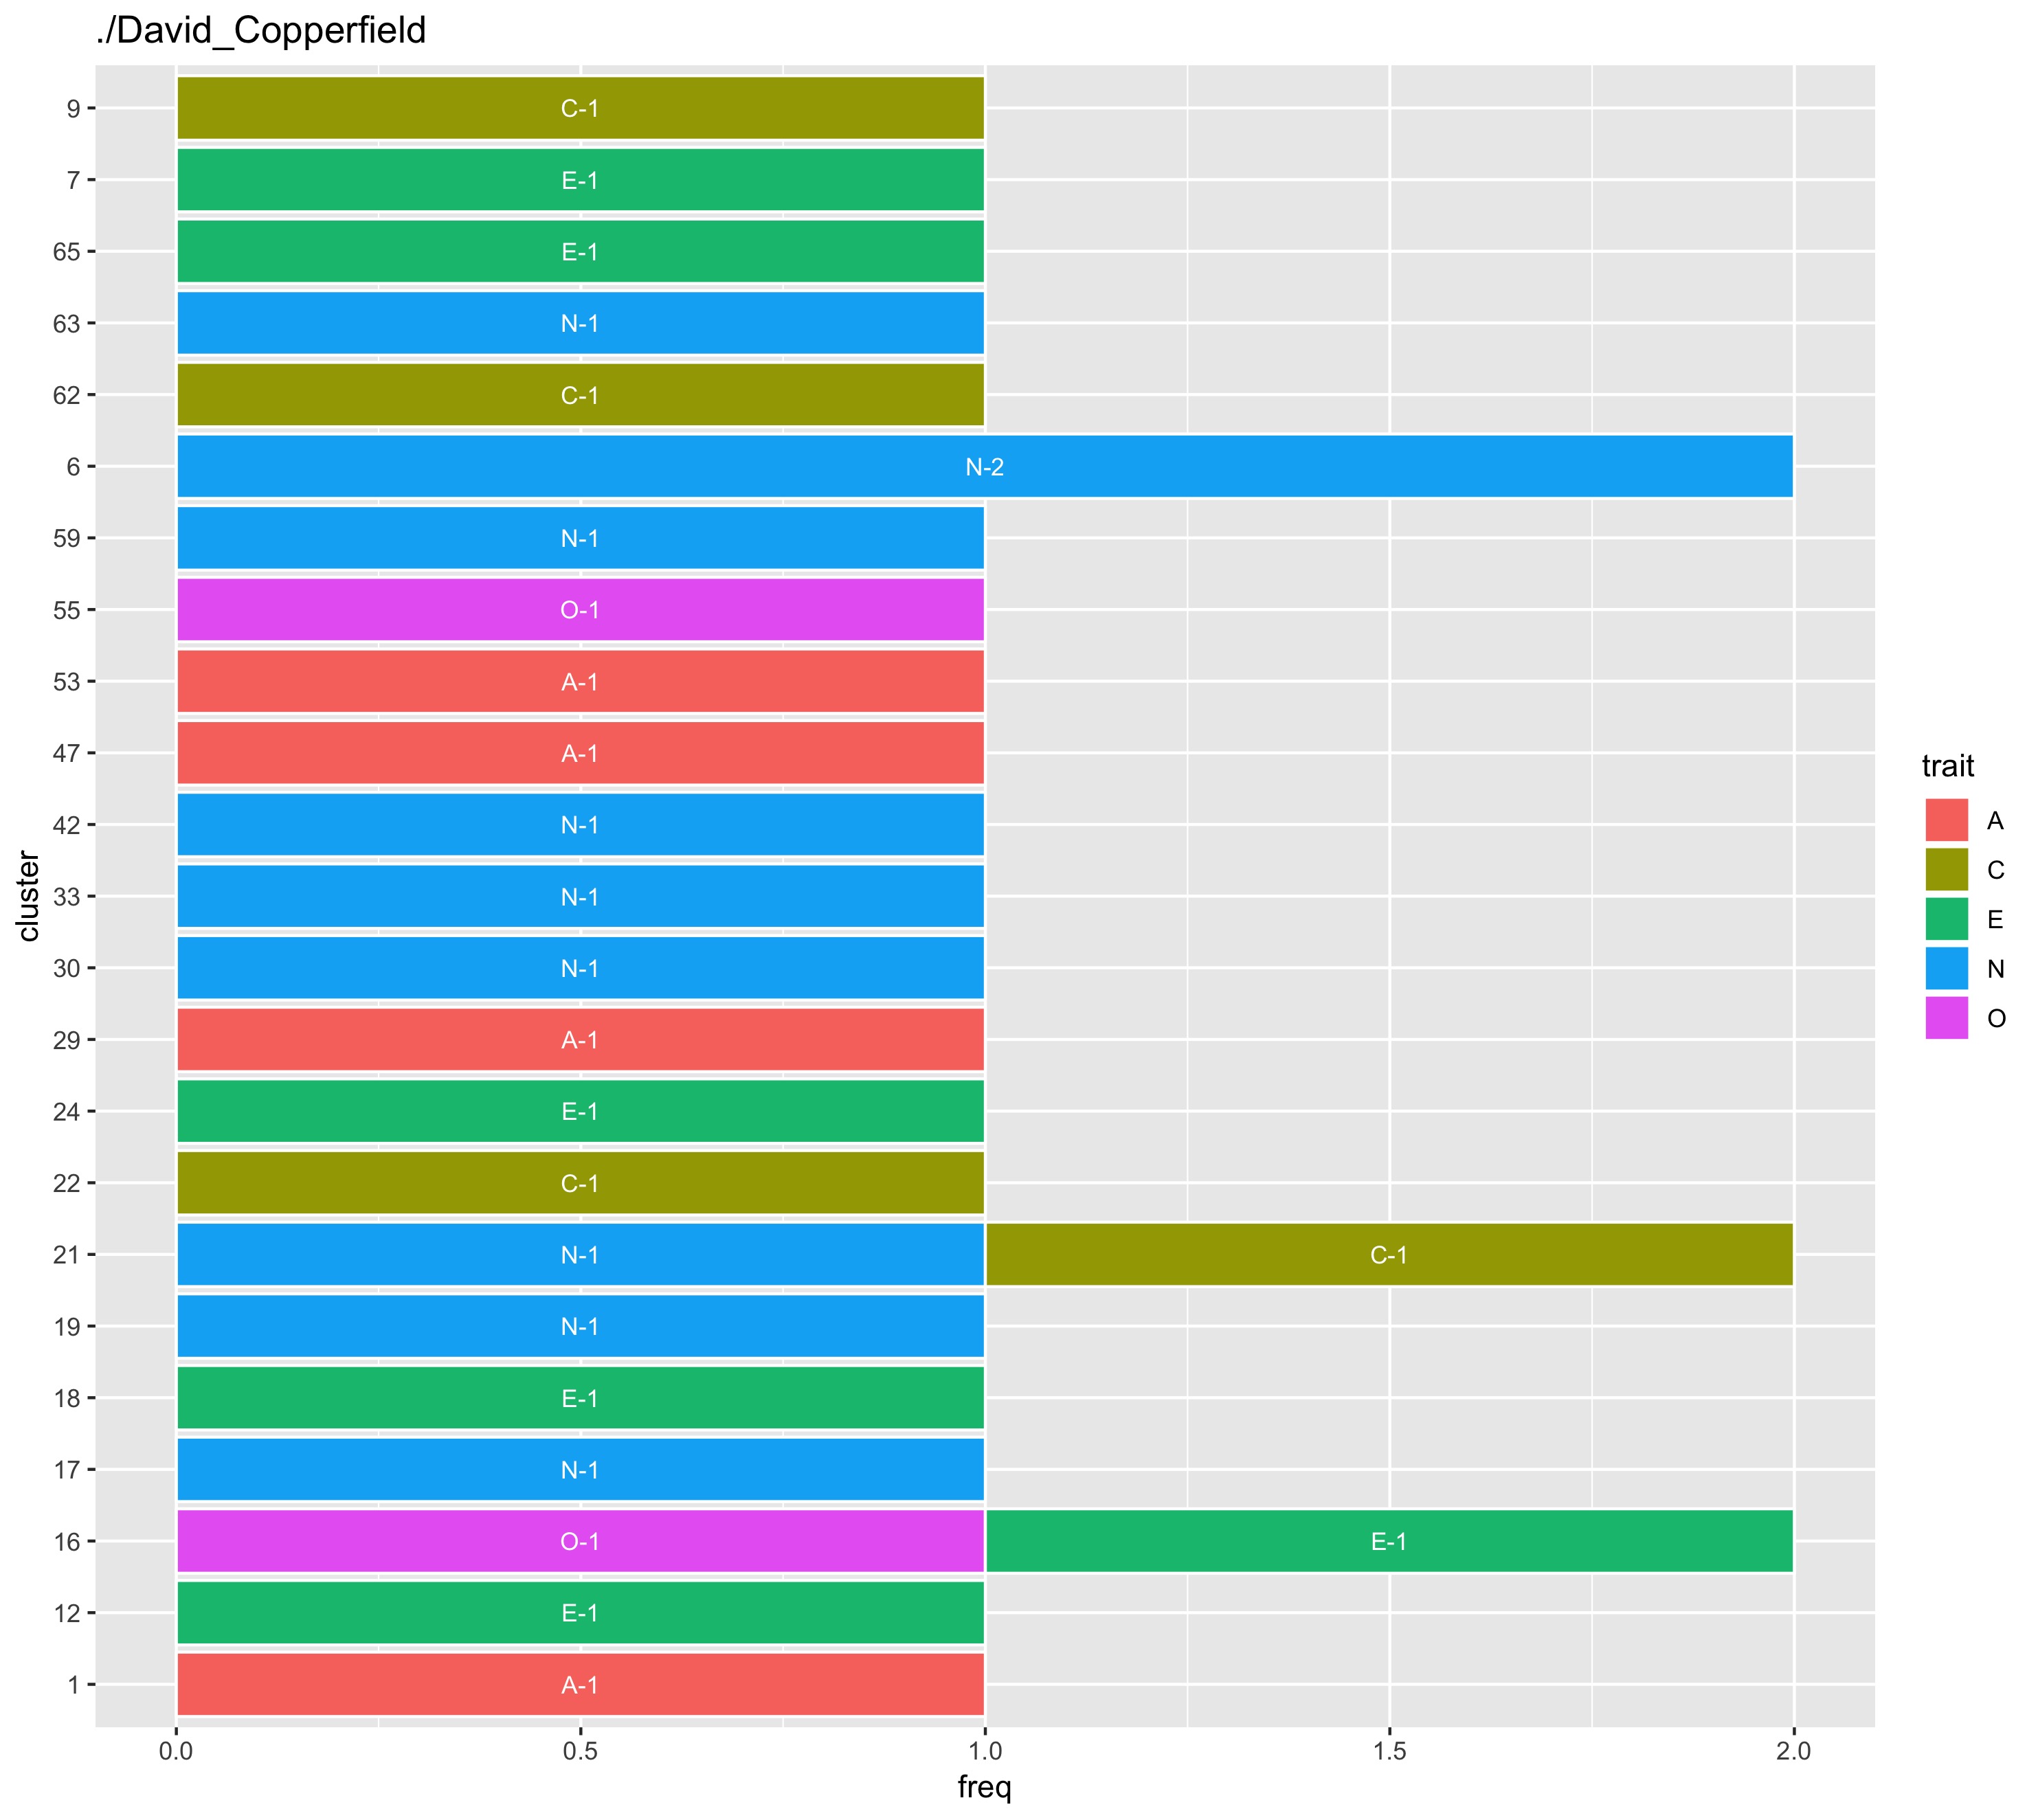 ./David_Copperfield
9 C-1
7 E-1
65 E-1
63 N-1
62 C-1
6 N-2
59 N-1
55 O-1
53 A-1
47 A-1
42 N-1
33 N-1
30 N-1
29 A-1
24 E-1
22 C-1
21 N-1 C-1
19 N-1
18 E-1
17 N-1
16 O-1 E-1
12 E-1
1 A-1
0.0 0.5 1.0 1.5 2.0
freq
cluster
trait
A
C
E
N
O